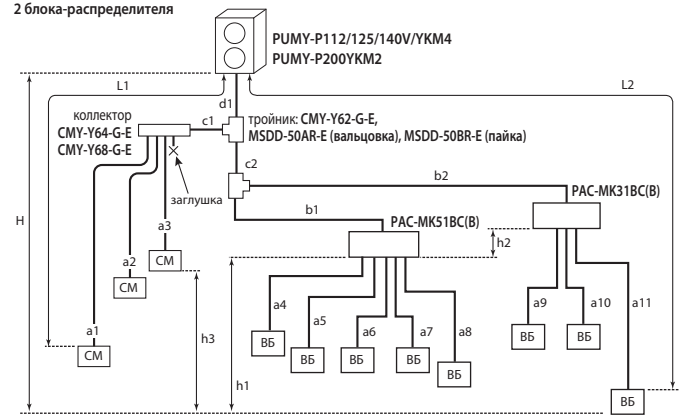 2 блока-распределителя
PUMY-P112/125/140V/YKM4
PUMY-P200YKM2
L1
L2
d1
коллектор
CMY-Y64-G-E
CMY-Y68-G-E
c1
тройник: CMY-Y62-G-E,
MSDD-50AR-E (вальцовка), MSDD-50BR-E (пайка)
c2
заглушка
b2
PAC-MK31BC(B)
H
b1
PAC-MK51BC(B)
h2
a3
a2
СМ
СМ
a1
СМ
h3
h1
a4
a5
a6
a7
a8
a9
a10
a11
ВБ
ВБ
ВБ
ВБ
ВБ
ВБ
ВБ
ВБ